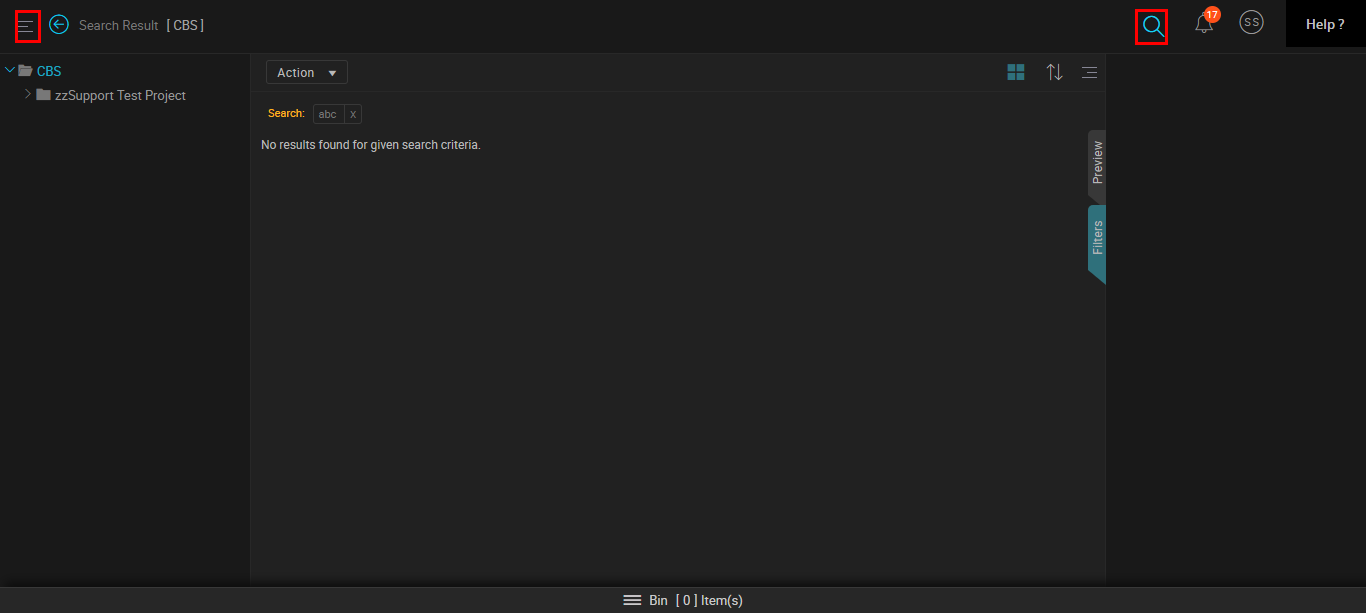 Search Result [ CBS ]
17
SS
Help ?
CBS
zzSupport Test Project
Action
Search: abc X
No results found for given search criteria.
Preview
Filters
Bin [ 0 ] Item(s)